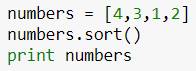 numbers = [4,3,1,2]
numbers.sort()
print numbers